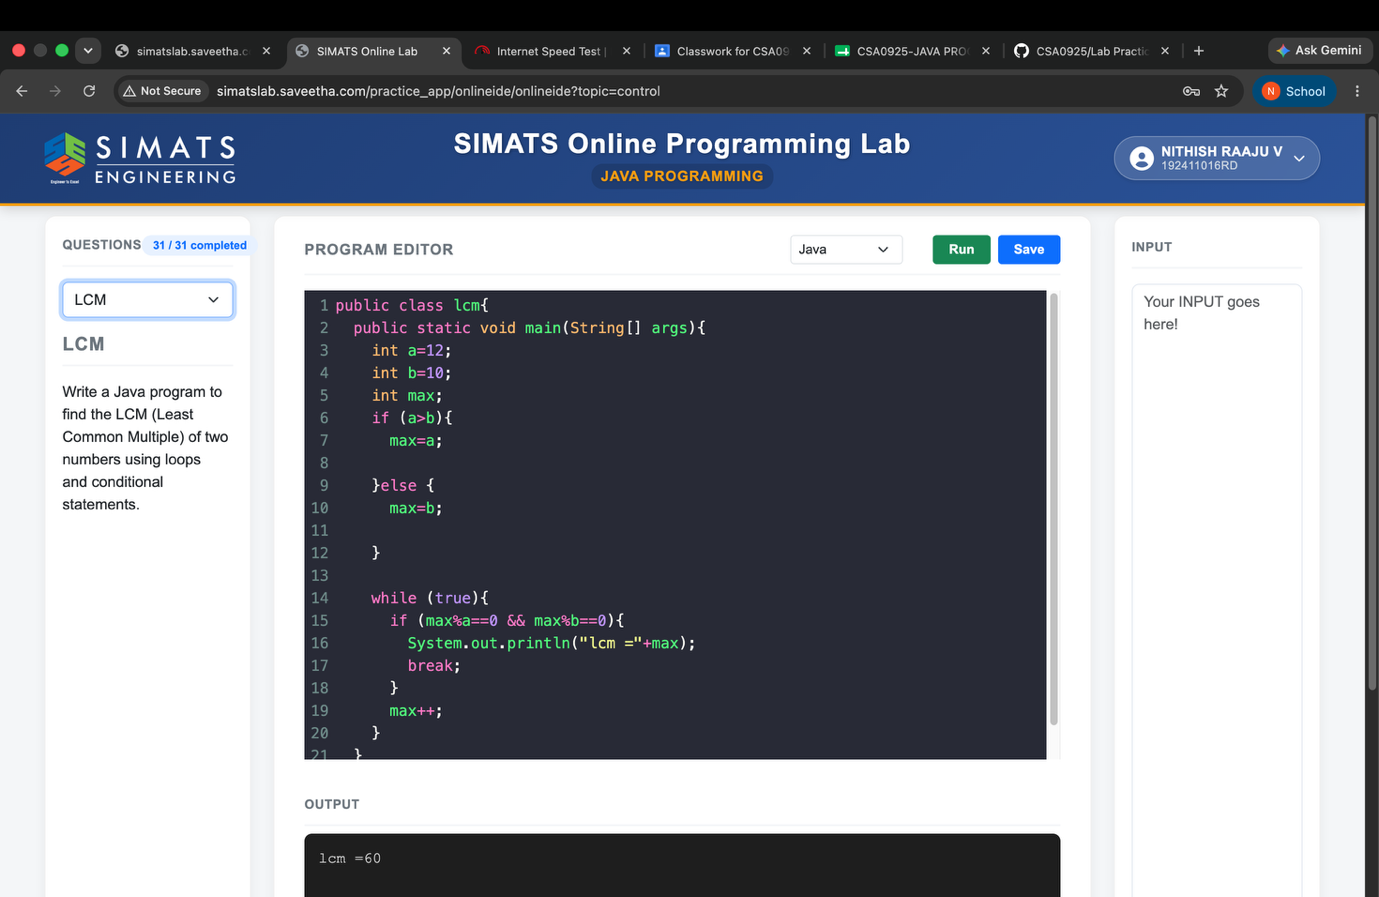 simatslab.saveetha.c
SIMATS Online Lab
Internet Speed Test |
Classwork for CSA09
CSA0925-JAVA PRO
CSA0925/Lab Practic
Ask Gemini
Not Secure
simatslab.saveetha.com/practice_app/onlineide/onlineide?topic=control
N School
SIMATS
ENGINEERING
Engineer to Excel
SIMATS Online Programming Lab
JAVA PROGRAMMING
NITHISH RAAJU V
192411016RD
QUESTIONS 31 / 31 completed
LCM
LCM
Write a Java program to
find the LCM (Least
Common Multiple) of two
numbers using loops
and conditional
statements.
PROGRAM EDITOR
Java
Run
Save
1 public class lcm{
2 public static void main(String[] args){
3 int a=12;
4 int b=10;
5 int max;
6 if (a>b){
7 max=a;
8
9 }else {
10 max=b;
11
12 }
13
14 while (true){
15 if (max%a==0 && max%b==0){
16 System.out.println("lcm ="+max);
17 break;
18 }
19 max++;
20 }
21 }
OUTPUT
lcm =60
INPUT
Your INPUT goes
here!